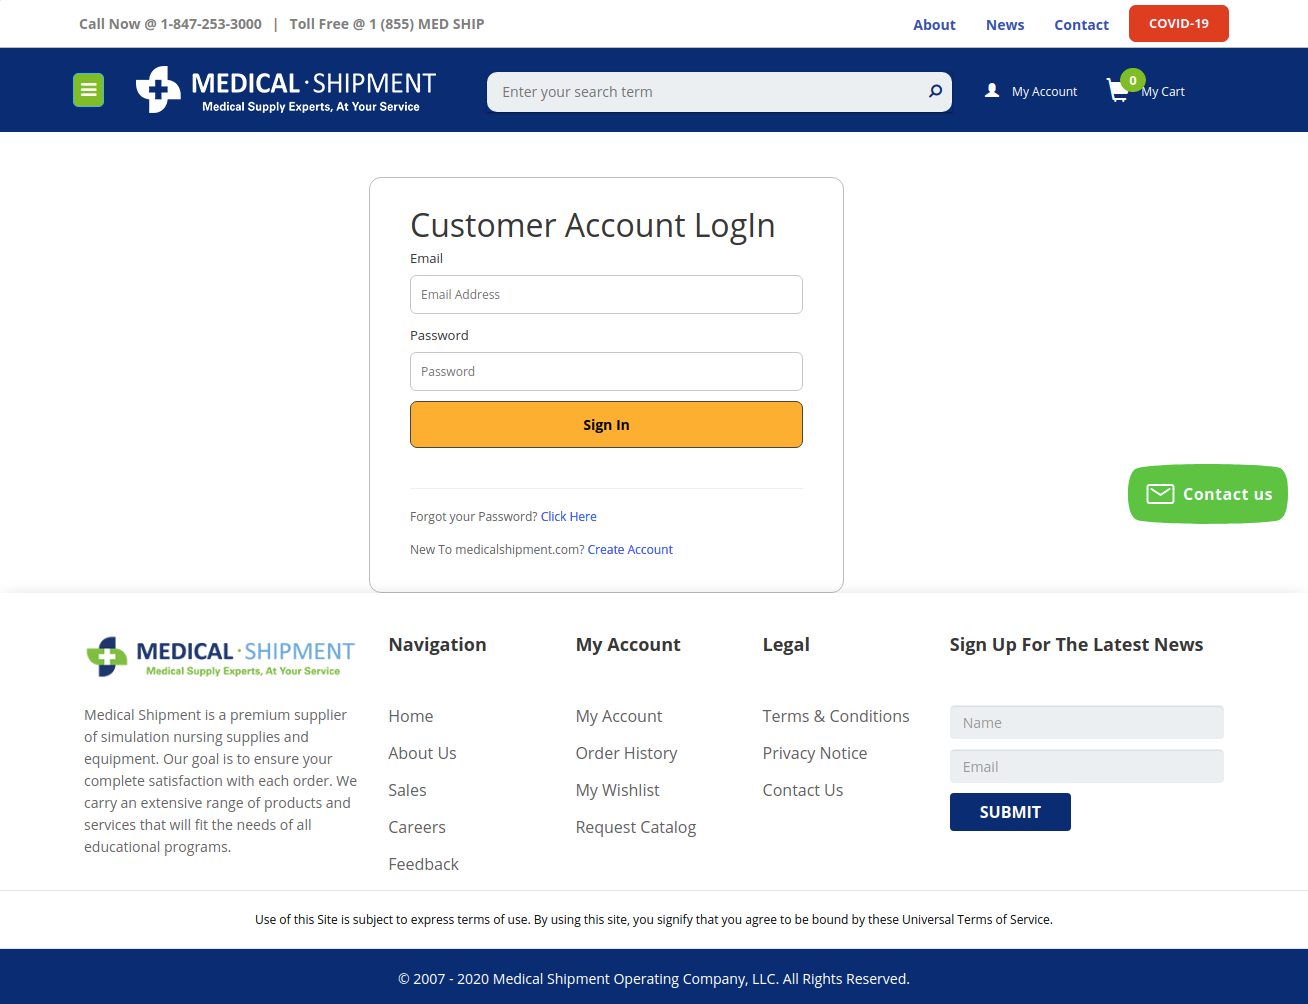 Call Now @ 1-847-253-3000 | Toll Free @ 1 (855) MED SHIP
About News Contact COVID-19
MEDICAL · SHIPMENT
Medical Supply Experts, At Your Service
Enter your search term
My Account
0
My Cart
Customer Account LogIn
Email
Email Address
Password
Password
Sign In
Contact us
Forgot your Password? Click Here
New To medicalshipment.com? Create Account
MEDICAL · SHIPMENT
Medical Supply Experts, At Your Service
Medical Shipment is a premium supplier
of simulation nursing supplies and
equipment. Our goal is to ensure your
complete satisfaction with each order. We
carry an extensive range of products and
services that will fit the needs of all
educational programs.
Navigation
Home
About Us
Sales
Careers
Feedback
My Account
My Account
Order History
My Wishlist
Request Catalog
Legal
Terms & Conditions
Privacy Notice
Contact Us
Sign Up For The Latest News
Name
Email
SUBMIT
Use of this Site is subject to express terms of use. By using this site, you signify that you agree to be bound by these Universal Terms of Service.
© 2007 - 2020 Medical Shipment Operating Company, LLC. All Rights Reserved.